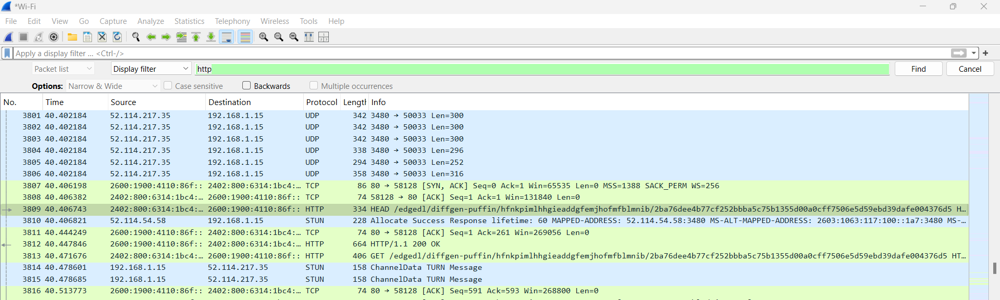 *Wi-Fi
File Edit View Go Capture Analyze Statistics Telephony Wireless Tools Help
Apply a display filter ... <Ctrl-/>
Packet list Display filter http Find Cancel
Options: Narrow & Wide Case sensitive Backwards Multiple occurrences
No. Time Source Destination Protocol Length Info
3801 40.402184 52.114.217.35 192.168.1.15 UDP 342 3480 → 50033 Len=300
3802 40.402184 52.114.217.35 192.168.1.15 UDP 342 3480 → 50033 Len=300
3803 40.402184 52.114.217.35 192.168.1.15 UDP 342 3480 → 50033 Len=300
3804 40.402184 52.114.217.35 192.168.1.15 UDP 338 3480 → 50033 Len=296
3805 40.402184 52.114.217.35 192.168.1.15 UDP 294 3480 → 50033 Len=252
3806 40.402184 52.114.217.35 192.168.1.15 UDP 358 3480 → 50033 Len=316
3807 40.406198 2600:1900:4110:86f:: 2402:800:6314:1bc4:… TCP 86 80 → 58128 [SYN, ACK] Seq=0 Ack=1 Win=65535 Len=0 MSS=1388 SACK_PERM WS=256
3808 40.406382 2402:800:6314:1bc4:… 2600:1900:4110:86f:: TCP 74 58128 → 80 [ACK] Seq=1 Ack=1 Win=131840 Len=0
3809 40.406743 2402:800:6314:1bc4:… 2600:1900:4110:86f:: HTTP 334 HEAD /edgedl/diffgen-puffin/hfnkpimlhhgieaddgfemjhofmfblmnib/2ba76dee4b77cf252bbba5c75b1355d00a0cff7506e5d59ebd39dafe004376d5 H…
3810 40.406821 52.114.54.58 192.168.1.15 STUN 228 Allocate Success Response lifetime: 60 MAPPED-ADDRESS: 52.114.54.58:3480 MS-ALT-MAPPED-ADDRESS: 2603:1063:117:100::1a7:3480 MS-…
3811 40.444249 2600:1900:4110:86f:: 2402:800:6314:1bc4:… TCP 74 80 → 58128 [ACK] Seq=1 Ack=261 Win=269056 Len=0
3812 40.447846 2600:1900:4110:86f:: 2402:800:6314:1bc4:… HTTP 664 HTTP/1.1 200 OK
3813 40.471676 2402:800:6314:1bc4:… 2600:1900:4110:86f:: HTTP 406 GET /edgedl/diffgen-puffin/hfnkpimlhhgieaddgfemjhofmfblmnib/2ba76dee4b77cf252bbba5c75b1355d00a0cff7506e5d59ebd39dafe004376d5 HT…
3814 40.478601 192.168.1.15 52.114.217.35 STUN 158 ChannelData TURN Message
3815 40.478685 192.168.1.15 52.114.217.35 STUN 158 ChannelData TURN Message
3816 40.513773 2600:1900:4110:86f:: 2402:800:6314:1bc4:… TCP 74 80 → 58128 [ACK] Seq=591 Ack=593 Win=268800 Len=0